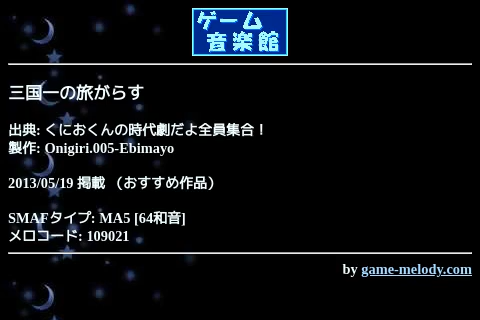 ゲーム
音楽館
三国一の旅がらす
出典: くにおくんの時代劇だよ全員集合！
製作: Onigiri.005-Ebimayo
2013/05/19 掲載 （おすすめ作品）
SMAFタイプ: MA5 [64和音]
メロコード: 109021
by game-melody.com